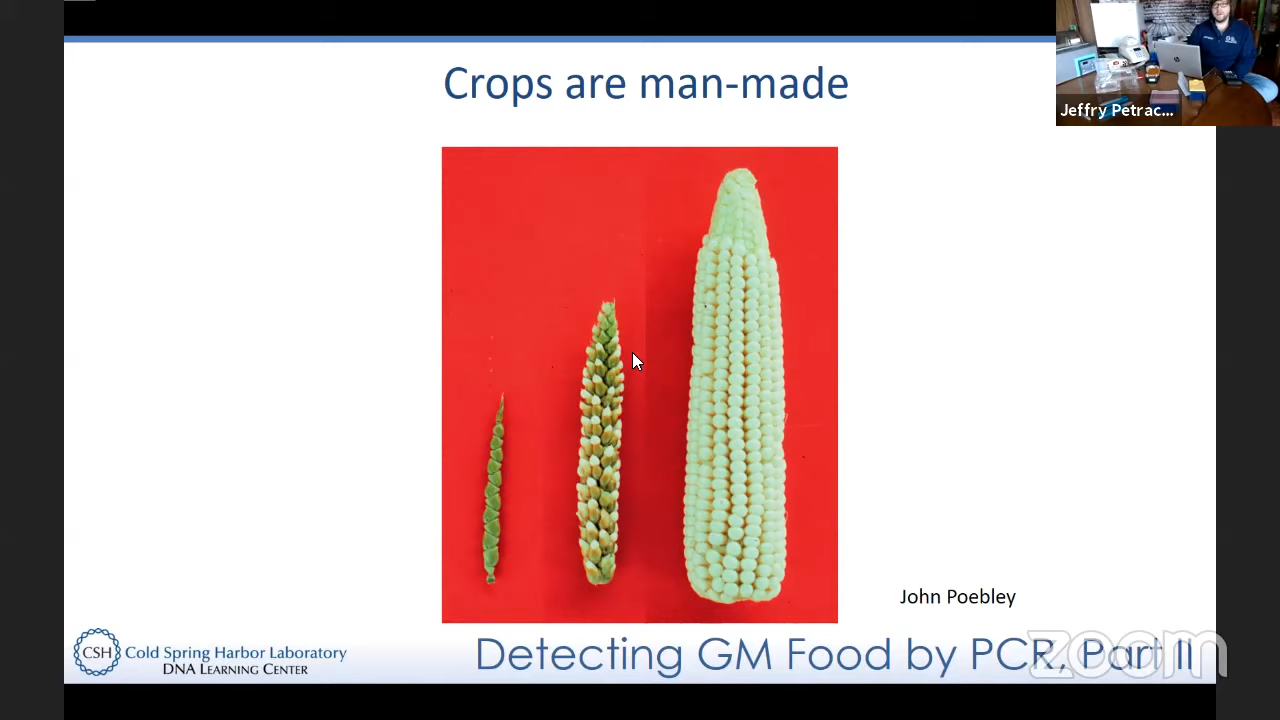 Crops are man-made
Jeffry Petrac...
John Poebley
CSH
Cold Spring Harbor Laboratory
DNA LEARNING CENTER
Detecting GM Food by PCR, Part II
zoom